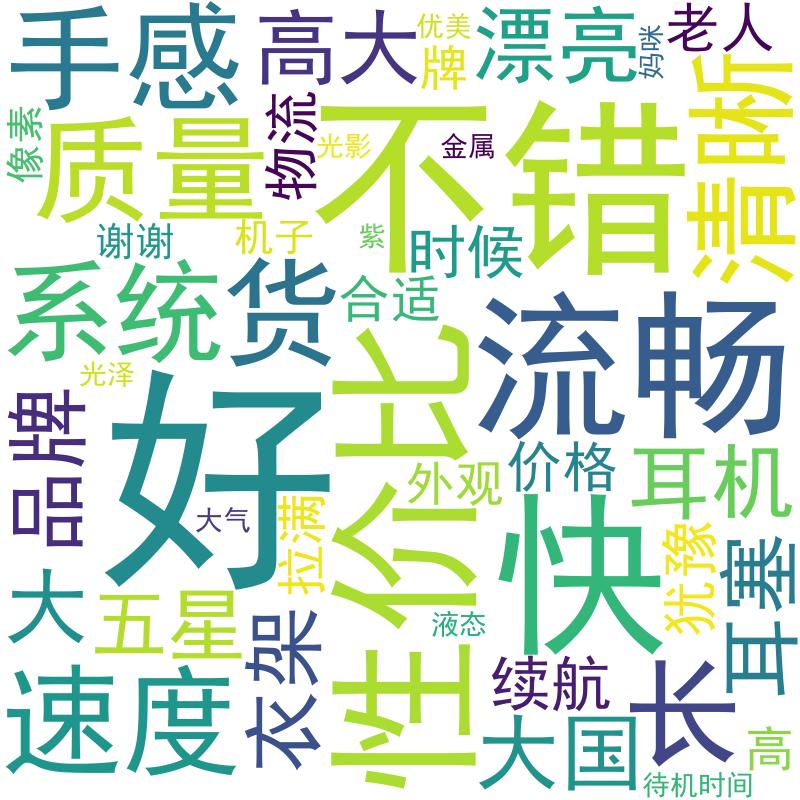 手感
高大
优美
牌
漂亮
妈咪
老人
像素
质量
物流
光影
不错
金属
清晰
谢谢
机子
紫
时候
系统
货
合适
流畅
光泽
好
性价比
品牌
外观
价格
耳机
大气
拉满
快
犹豫
耳塞
大
五星
衣架
液态
速度
续航
长
大国
高
待机时间